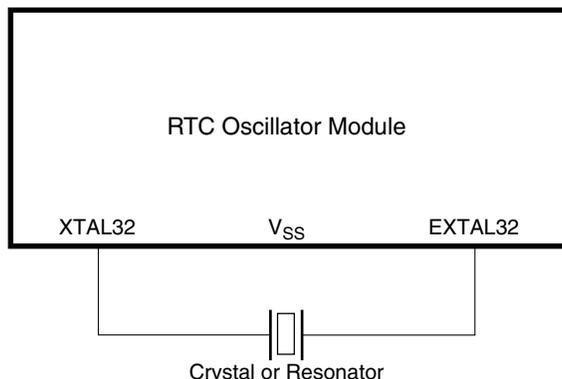 RTC Oscillator Module
XTAL32 VSS EXTAL32
Crystal or Resonator